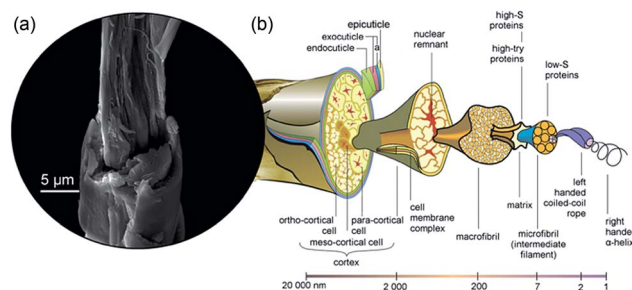 (a)
5 µm
(b)
epicuticle
exocuticle
a
endocuticle
nuclear
remnant
high-S
proteins
high-try
proteins
low-S
proteins
ortho-cortical
cell
para-cortical
cell
meso-cortical cell
cortex
cell
membrane
complex
macrofibril
matrix
microfibril
(intermediate
filament)
left
handed
coiled-coil
rope
right
hande
α-helix
20 000 nm
2 000
200
7
2
1